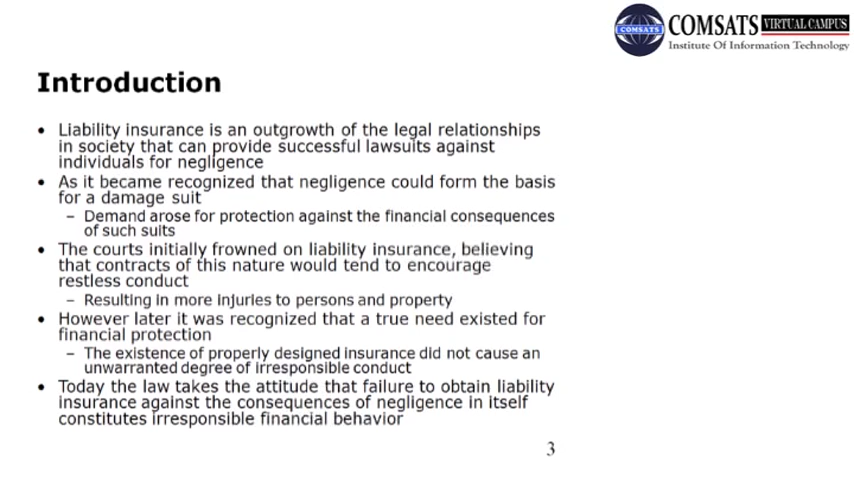 COMSATS VIRTUAL CAMPUS
COMSATS
Institute Of Information Technology
Introduction
• Liability insurance is an outgrowth of the legal relationships
in society that can provide successful lawsuits against
individuals for negligence
• As it became recognized that negligence could form the basis
for a damage suit
– Demand arose for protection against the financial consequences
of such suits
• The courts initially frowned on liability insurance, believing
that contracts of this nature would tend to encourage
restless conduct
– Resulting in more injuries to persons and property
• However later it was recognized that a true need existed for
financial protection
– The existence of properly designed insurance did not cause an
unwarranted degree of irresponsible conduct
• Today the law takes the attitude that failure to obtain liability
insurance against the consequences of negligence in itself
constitutes irresponsible financial behavior
3